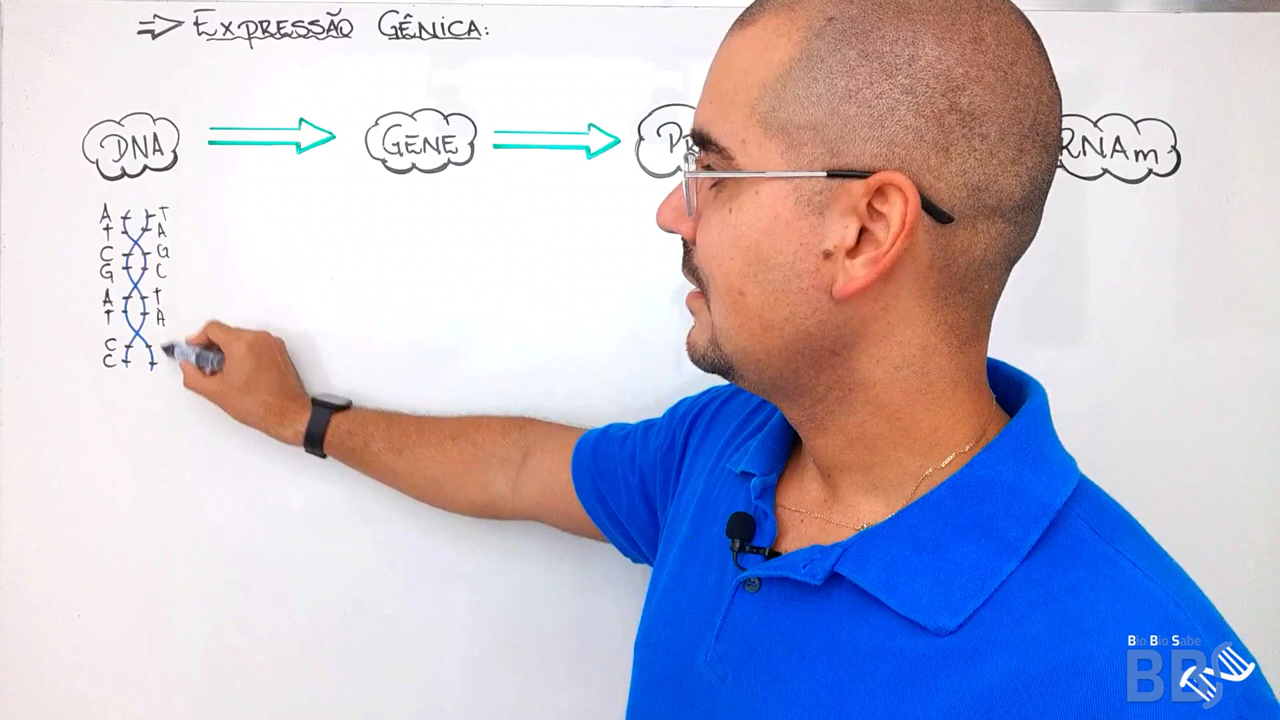 ⇒ EXPRESSÃO GÊNICA:
DNA GENE RNAm
A T
T A
C G
G C
A T
T A
C
C
Bio Bio Sabe
BBS